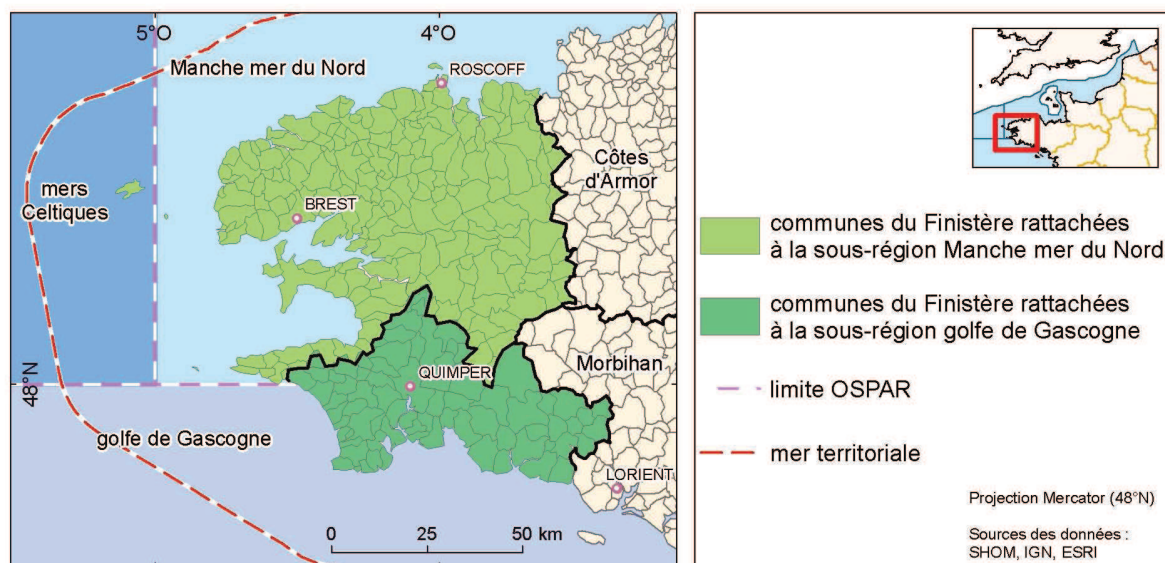 5°O
4°O
Manche mer du Nord
ROSCOFF
Côtes
d'Armor
mers
Celtiques
BREST
Morbihan
QUIMPER
48°N
golfe de Gascogne
LORIENT
0 25 50 km
communes du Finistère rattachées
à la sous-région Manche mer du Nord
communes du Finistère rattachées
à la sous-région golfe de Gascogne
limite OSPAR
mer territoriale
Projection Mercator (48°N)
Sources des données :
SHOM, IGN, ESRI